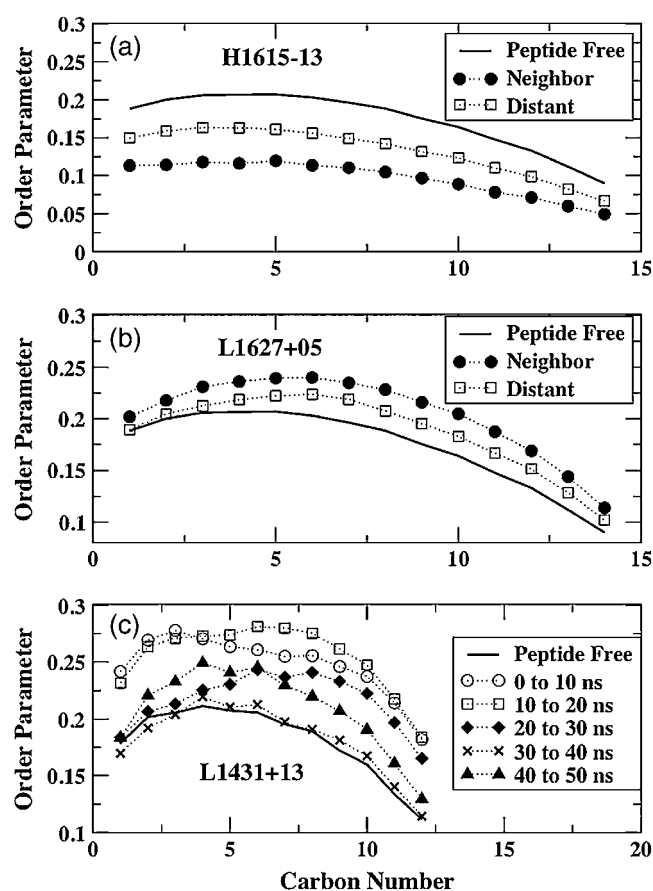 (a)
H1615-13
Peptide Free
Neighbor
Distant
Order Parameter
0.3
0.25
0.2
0.15
0.1
0.05
0
0 5 10 15
(b)
L1627+05
Peptide Free
Neighbor
Distant
Order Parameter
0.3
0.25
0.2
0.15
0.1
0 5 10 15
(c)
L1431+13
Peptide Free
0 to 10 ns
10 to 20 ns
20 to 30 ns
30 to 40 ns
40 to 50 ns
Order Parameter
0.3
0.25
0.2
0.15
0.1
0 5 10 15 20
Carbon Number